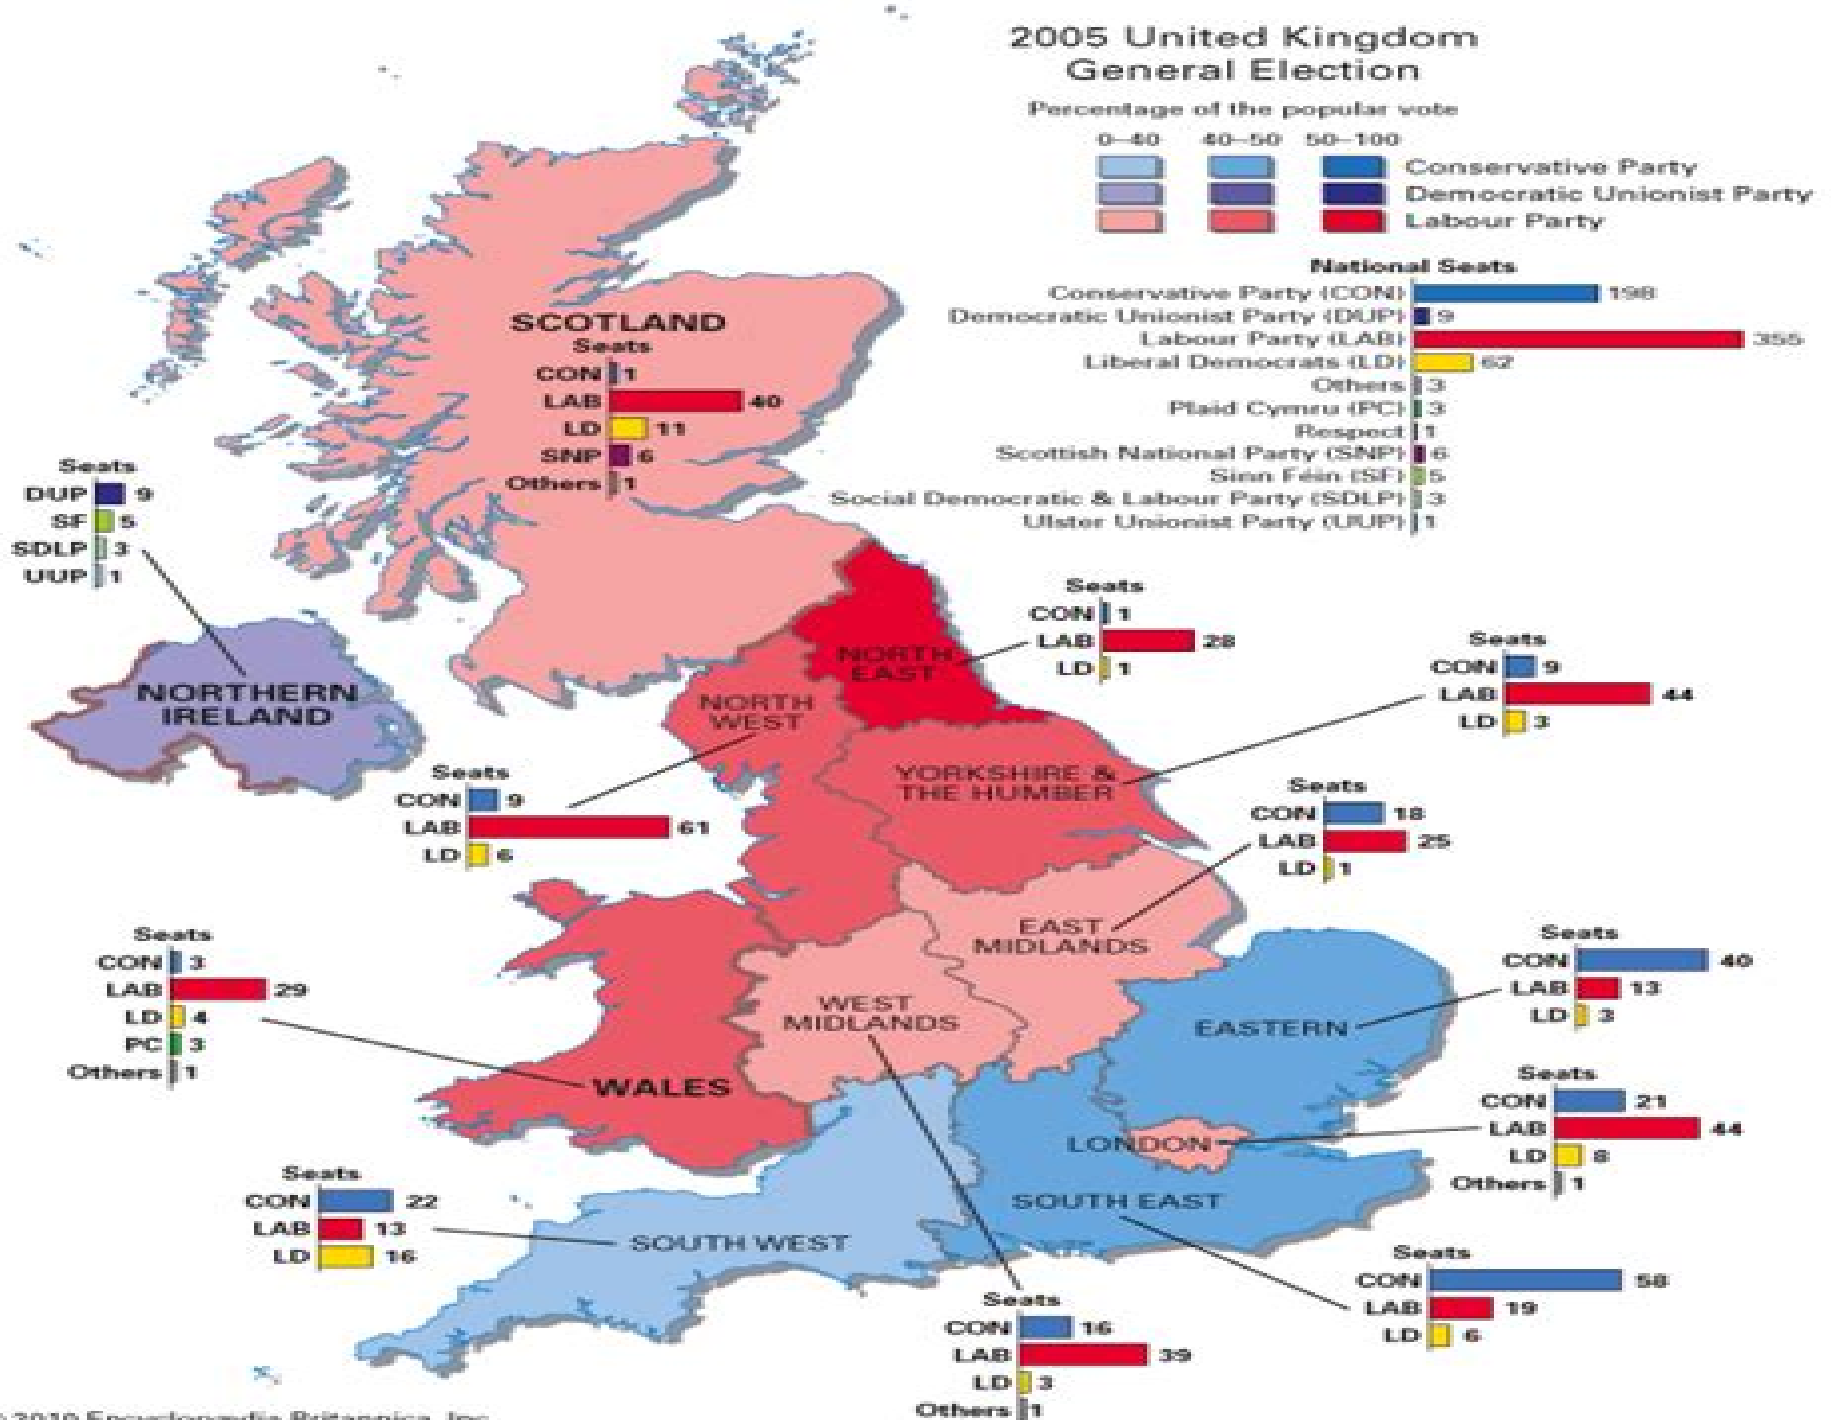 2005 United Kingdom
General Election
Percentage of the popular vote
0–40 40–50 50–100
Conservative Party
Democratic Unionist Party
Labour Party
National Seats
Conservative Party (CON) 198
Democratic Unionist Party (DUP) 9
Labour Party (LAB) 355
Liberal Democrats (LD) 62
Others 3
Plaid Cymru (PC) 3
Respect 1
Scottish National Party (SNP) 6
Sinn Féin (SF) 5
Social Democratic & Labour Party (SDLP) 3
Ulster Unionist Party (UUP) 1
SCOTLAND
Seats
CON 1
LAB 40
LD 11
SNP 6
Others 1
Seats
DUP 9
SF 5
SDLP 3
UUP 1
NORTHERN
IRELAND
NORTH
EAST
Seats
CON 1
LAB 28
LD 1
NORTH
WEST
Seats
CON 9
LAB 61
LD 6
YORKSHIRE &
THE HUMBER
Seats
CON 9
LAB 44
LD 3
EAST
MIDLANDS
Seats
CON 18
LAB 25
LD 1
WALES
Seats
CON 3
LAB 29
LD 4
PC 3
Others 1
WEST
MIDLANDS
Seats
CON 16
LAB 39
LD 3
Others 1
EASTERN
Seats
CON 40
LAB 13
LD 3
LONDON
Seats
CON 21
LAB 44
LD 8
Others 1
SOUTH WEST
Seats
CON 22
LAB 13
LD 16
SOUTH EAST
Seats
CON 58
LAB 19
LD 6
2010 Encyclopædia Britannica, Inc.